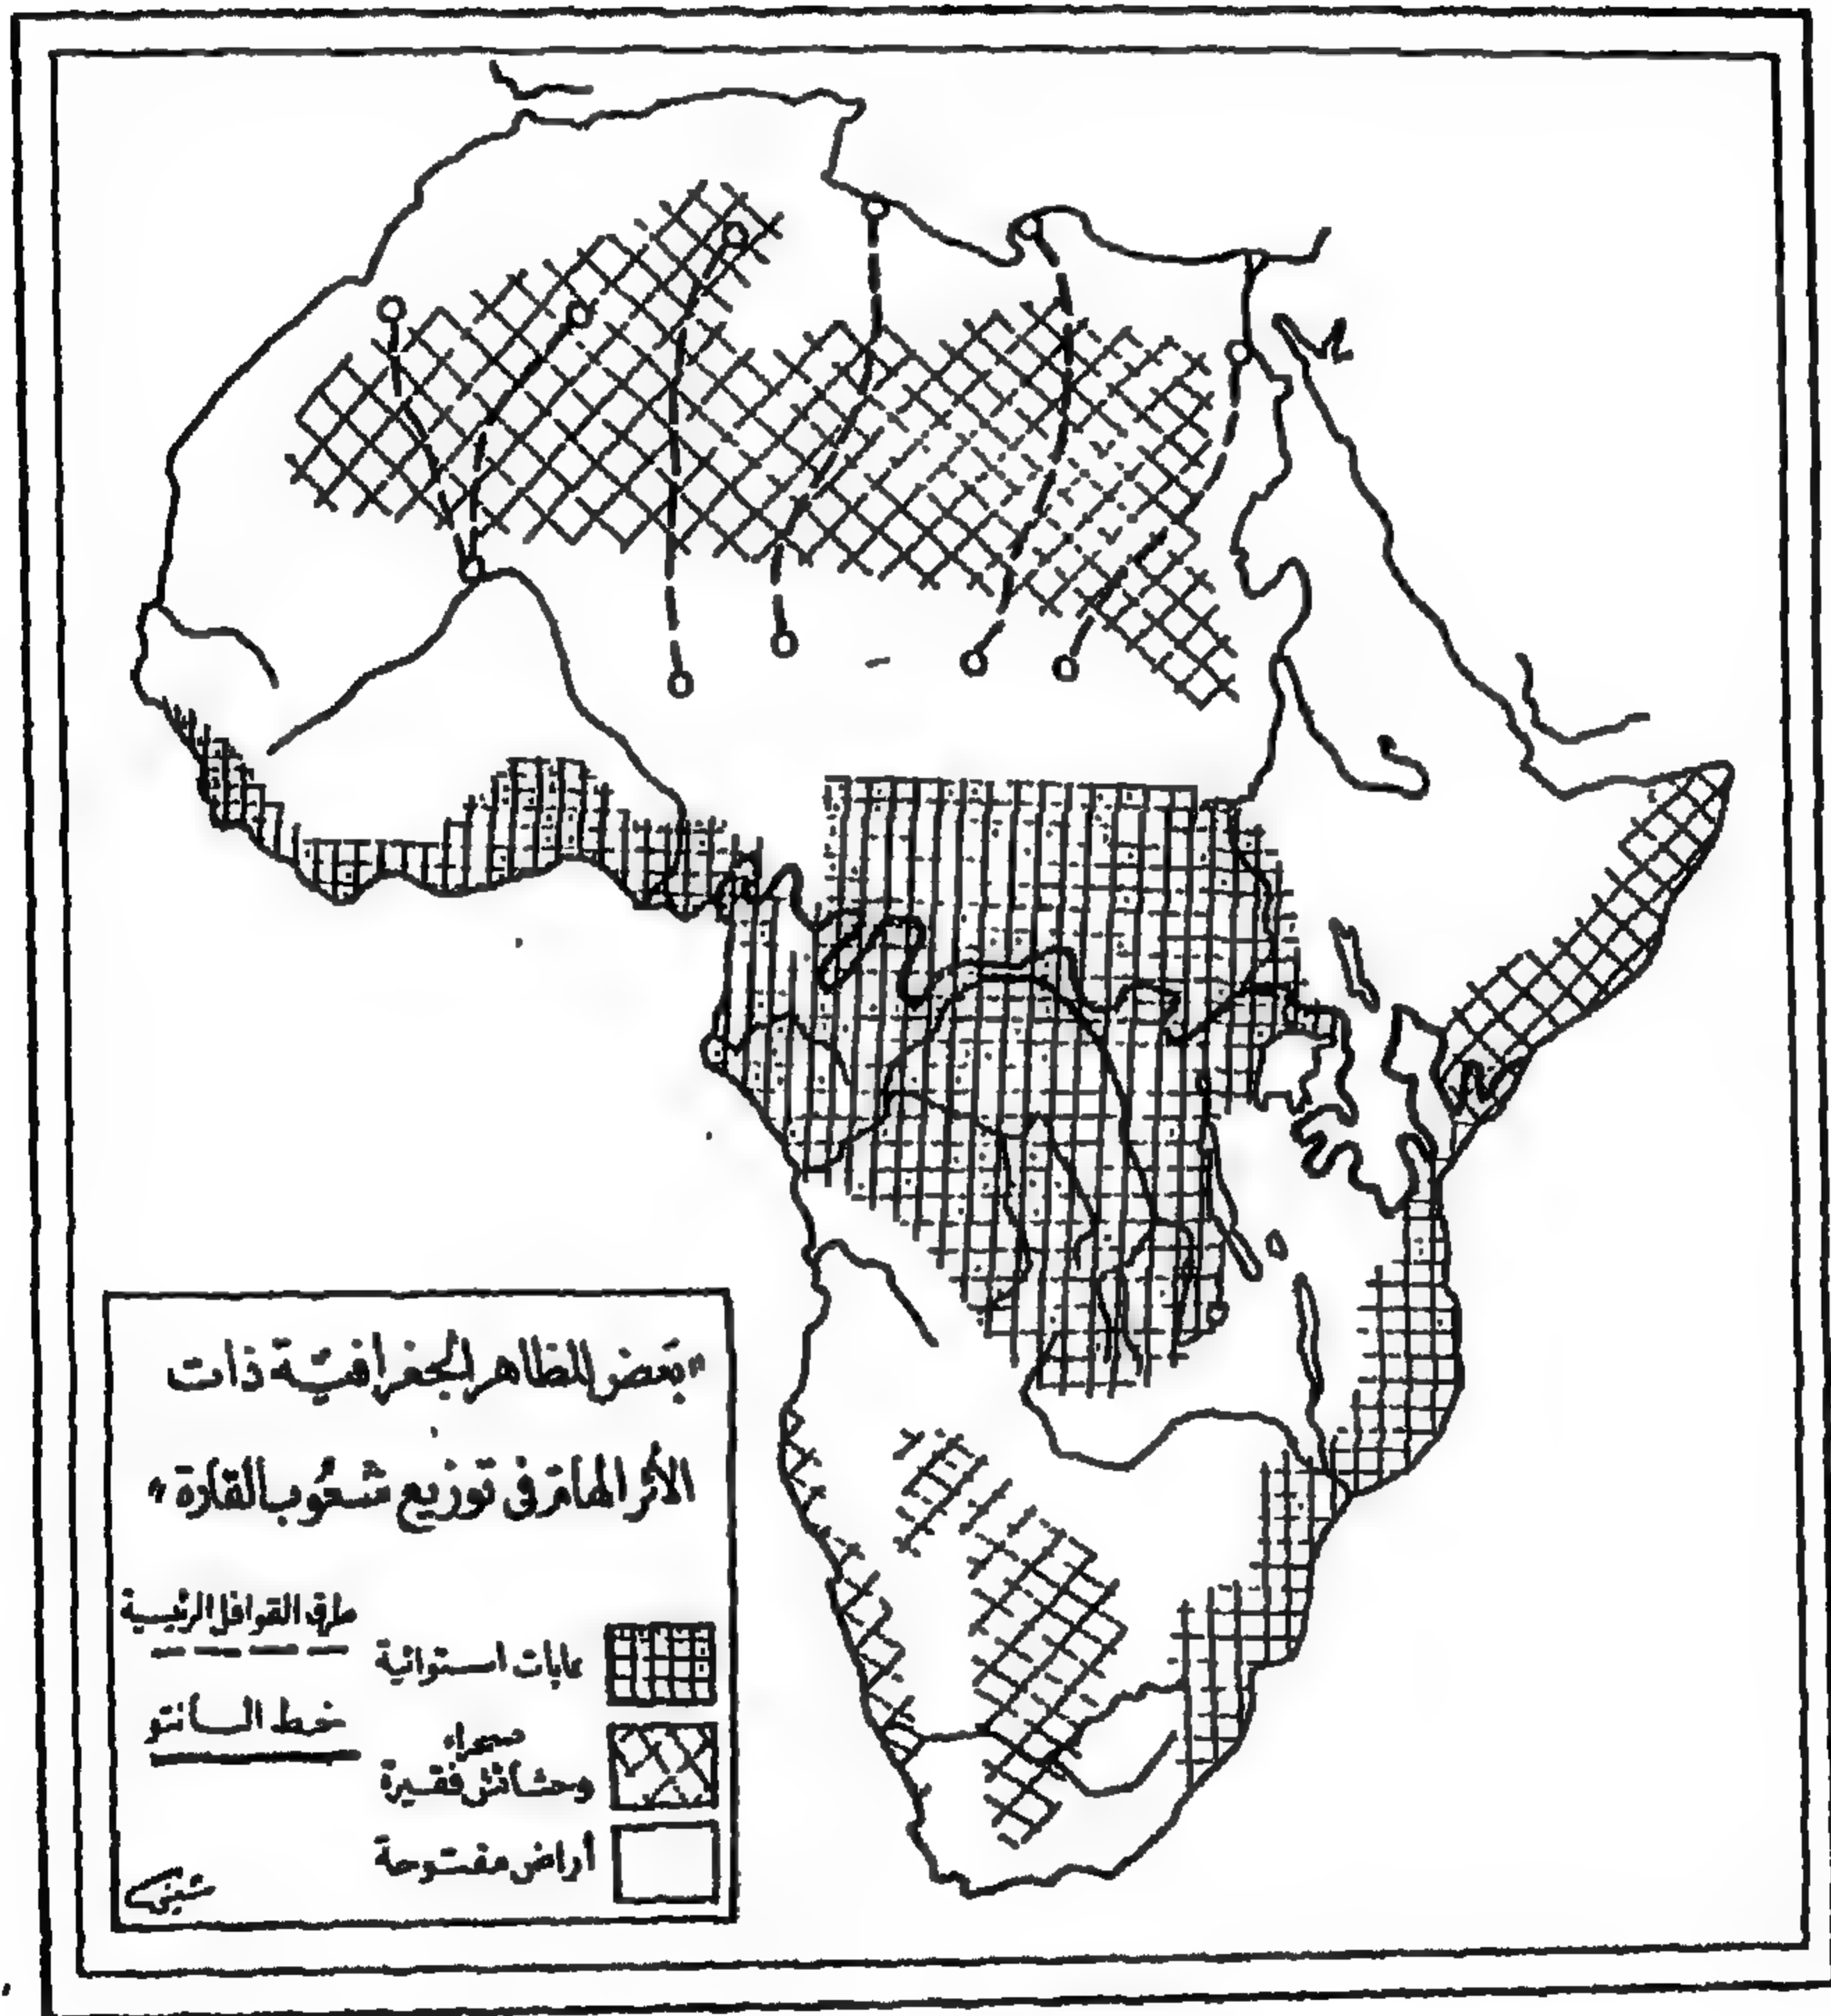 "بعض المظاهر الجغرافية ذات
الأثر الهام في توزيع شعوب القارة"
غابات استوائية
صحراء
وحشائش فقيرة
أراض مفتوحة
طرق القوافل الرئيسية
خط البانتو